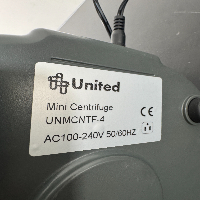 United
Mini Centrifuge
UNMCNTF-4
CE
AC100-240V 50/60HZ